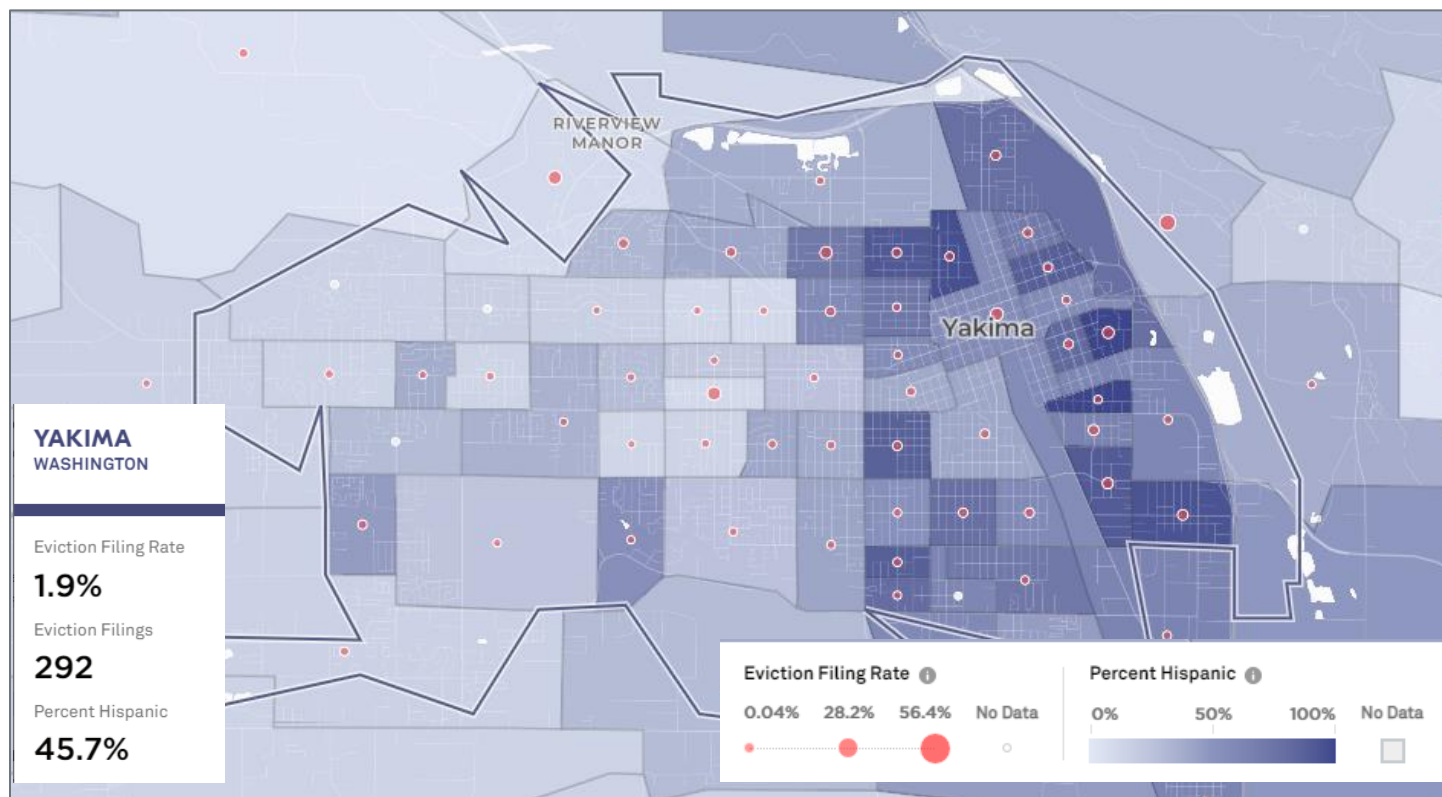 RIVERVIEW
MANOR
Yakima
YAKIMA
WASHINGTON
Eviction Filing Rate
1.9%
Eviction Filings
292
Percent Hispanic
45.7%
Eviction Filing Rate i
0.04% 28.2% 56.4% No Data
Percent Hispanic i
0% 50% 100% No Data